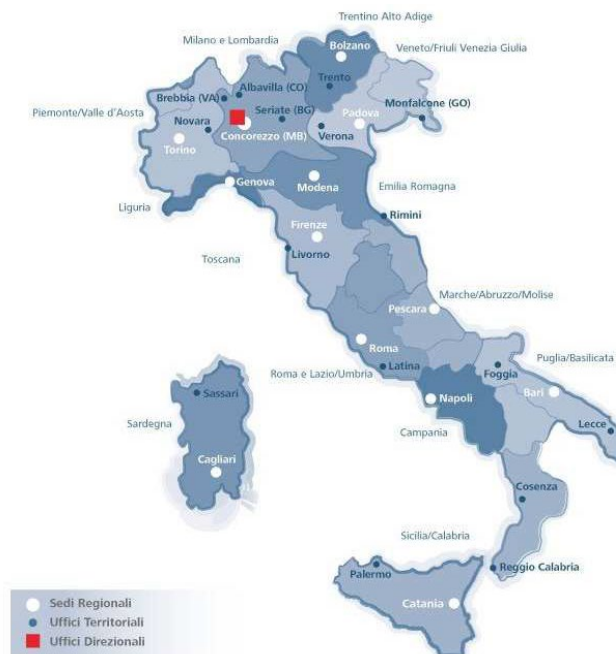 Trentino Alto Adige
Milano e Lombardia
Bolzano
Veneto/Friuli Venezia Giulia
Trento
Albavilla (CO)
Brebbia (VA)
Piemonte/Valle d'Aosta
Seriate (BG)
Padova
Monfalcone (GO)
Novara
Concorezzo (MB)
Verona
Torino
Genova
Modena
Emilia Romagna
Liguria
Rimini
Firenze
Toscana
Livorno
Marche/Abruzzo/Molise
Pescara
Roma
Puglia/Basilicata
Roma e Lazio/Umbria
Latina
Foggia
Sassari
Napoli
Bari
Sardegna
Campania
Lecce
Cagliari
Cosenza
Sicilia/Calabria
Palermo
Reggio Calabria
Catania
Sedi Regionali
Uffici Territoriali
Uffici Direzionali